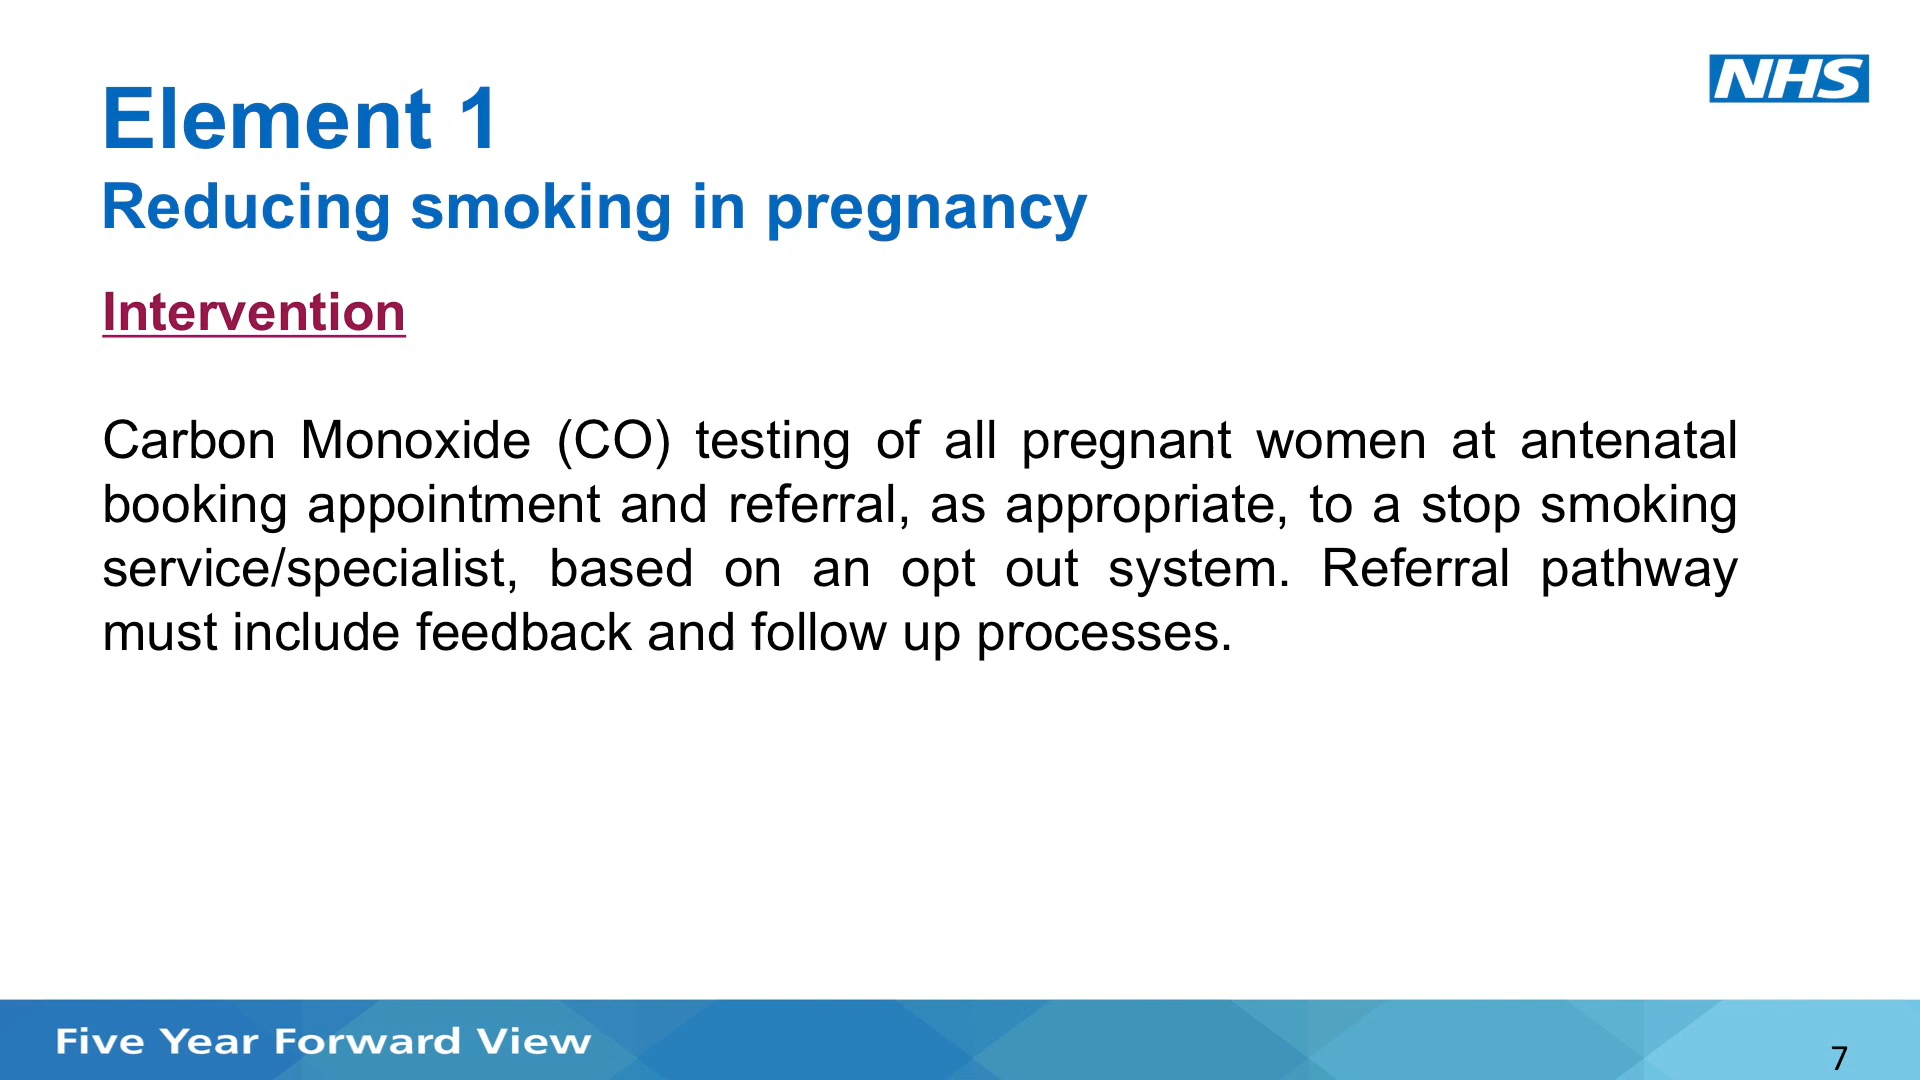 NHS
Element 1
Reducing smoking in pregnancy
Intervention
Carbon Monoxide (CO) testing of all pregnant women at antenatal
booking appointment and referral, as appropriate, to a stop smoking
service/specialist, based on an opt out system. Referral pathway
must include feedback and follow up processes.
Five Year Forward View
7